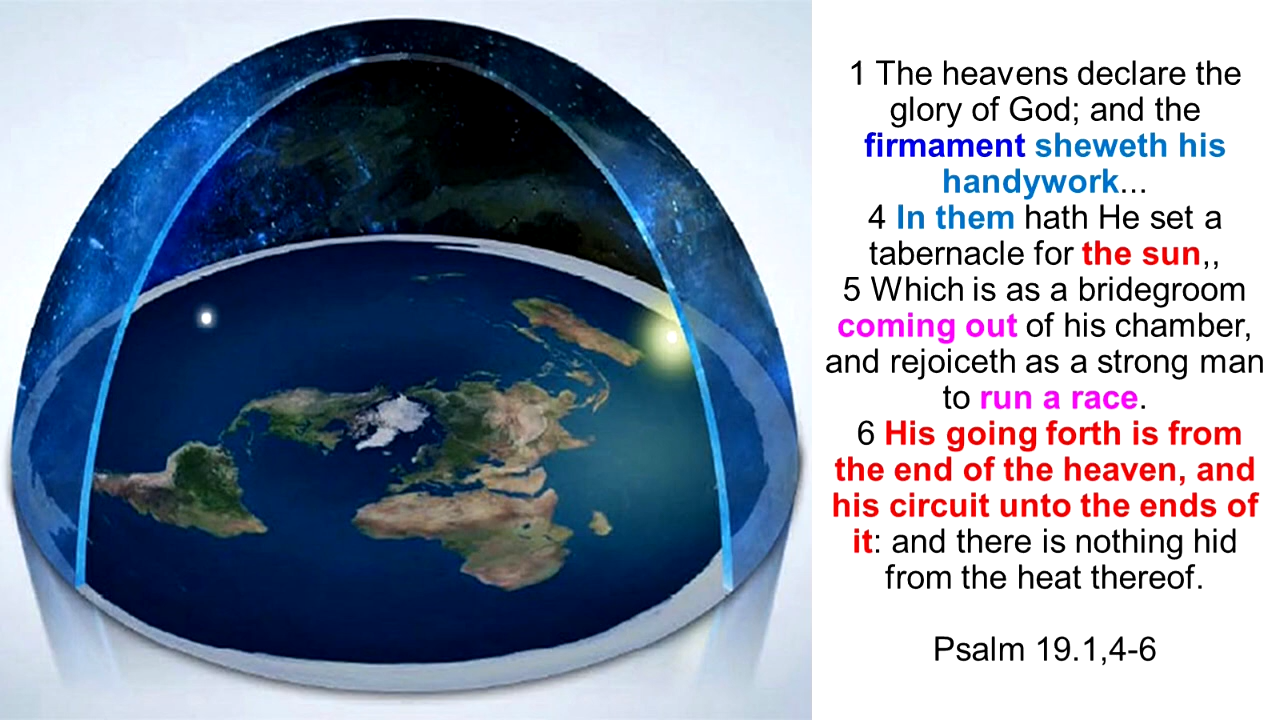 1 The heavens declare the
glory of God; and the
firmament sheweth his
handywork...
4 In them hath He set a
tabernacle for the sun,,
5 Which is as a bridegroom
coming out of his chamber,
and rejoiceth as a strong man
to run a race.
6 His going forth is from
the end of the heaven, and
his circuit unto the ends of
it: and there is nothing hid
from the heat thereof.
Psalm 19.1,4-6